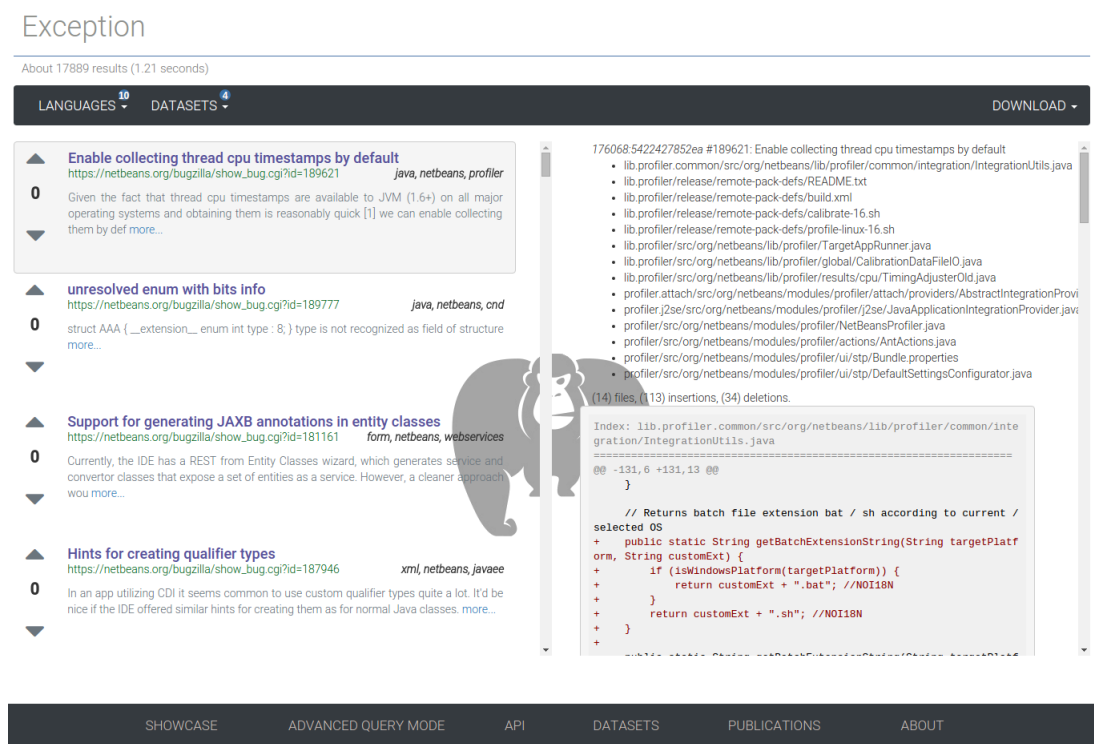 Exception
About 17889 results (1.21 seconds)
LANGUAGES 10
DATASETS 4
DOWNLOAD
Enable collecting thread cpu timestamps by default
https://netbeans.org/bugzilla/show_bug.cgi?id=189621 java, netbeans, profiler
0
Given the fact that thread cpu timestamps are available to JVM (1.6+) on all major
operating systems and obtaining them is reasonably quick [1] we can enable collecting
them by def more...
unresolved enum with bits info
https://netbeans.org/bugzilla/show_bug.cgi?id=189777 java, netbeans, cnd
0
struct AAA { __extension__ enum int type : 8; } type is not recognized as field of structure
more...
Support for generating JAXB annotations in entity classes
https://netbeans.org/bugzilla/show_bug.cgi?id=181161 form, netbeans, webservices
0
Currently, the IDE has a REST from Entity Classes wizard, which generates service and
convertor classes that expose a set of entities as a service. However, a cleaner approach
wou more...
Hints for creating qualifier types
https://netbeans.org/bugzilla/show_bug.cgi?id=187946 xml, netbeans, javaee
0
In an app utilizing CDI it seems common to use custom qualifier types quite a lot. It'd be
nice if the IDE offered similar hints for creating them as for normal Java classes. more...
176068:5422427852ea #189621: Enable collecting thread cpu timestamps by default
• lib.profiler.common/src/org/netbeans/lib/profiler/common/integration/IntegrationUtils.java
• lib.profiler/release/remote-pack-defs/README.txt
• lib.profiler/release/remote-pack-defs/build.xml
• lib.profiler/release/remote-pack-defs/calibrate-16.sh
• lib.profiler/release/remote-pack-defs/profile-linux-16.sh
• lib.profiler/src/org/netbeans/lib/profiler/TargetAppRunner.java
• lib.profiler/src/org/netbeans/lib/profiler/global/CalibrationDataFileIO.java
• lib.profiler/src/org/netbeans/lib/profiler/results/cpu/TimingAdjusterOld.java
• profiler.attach/src/org/netbeans/modules/profiler/attach/providers/AbstractIntegrationProvi
• profiler.j2se/src/org/netbeans/modules/profiler/j2se/JavaApplicationIntegrationProvider.java
• profiler/src/org/netbeans/modules/profiler/NetBeansProfiler.java
• profiler/src/org/netbeans/modules/profiler/actions/AntActions.java
• profiler/src/org/netbeans/modules/profiler/ui/stp/Bundle.properties
• profiler/src/org/netbeans/modules/profiler/ui/stp/DefaultSettingsConfigurator.java
(14) files, (113) insertions, (34) deletions.
Index: lib.profiler.common/src/org/netbeans/lib/profiler/common/inte
gration/IntegrationUtils.java
===================================================================
@@ -131,6 +131,13 @@
}
// Returns batch file extension bat / sh according to current /
selected OS
+ public static String getBatchExtensionString(String targetPlatf
orm, String customExt) {
+ if (isWindowsPlatform(targetPlatform)) {
+ return customExt + ".bat"; //NOI18N
+ }
+ return customExt + ".sh"; //NOI18N
+ }
+
public static String getBatchExtensionString(String targetPlatf
SHOWCASE
ADVANCED QUERY MODE
API
DATASETS
PUBLICATIONS
ABOUT